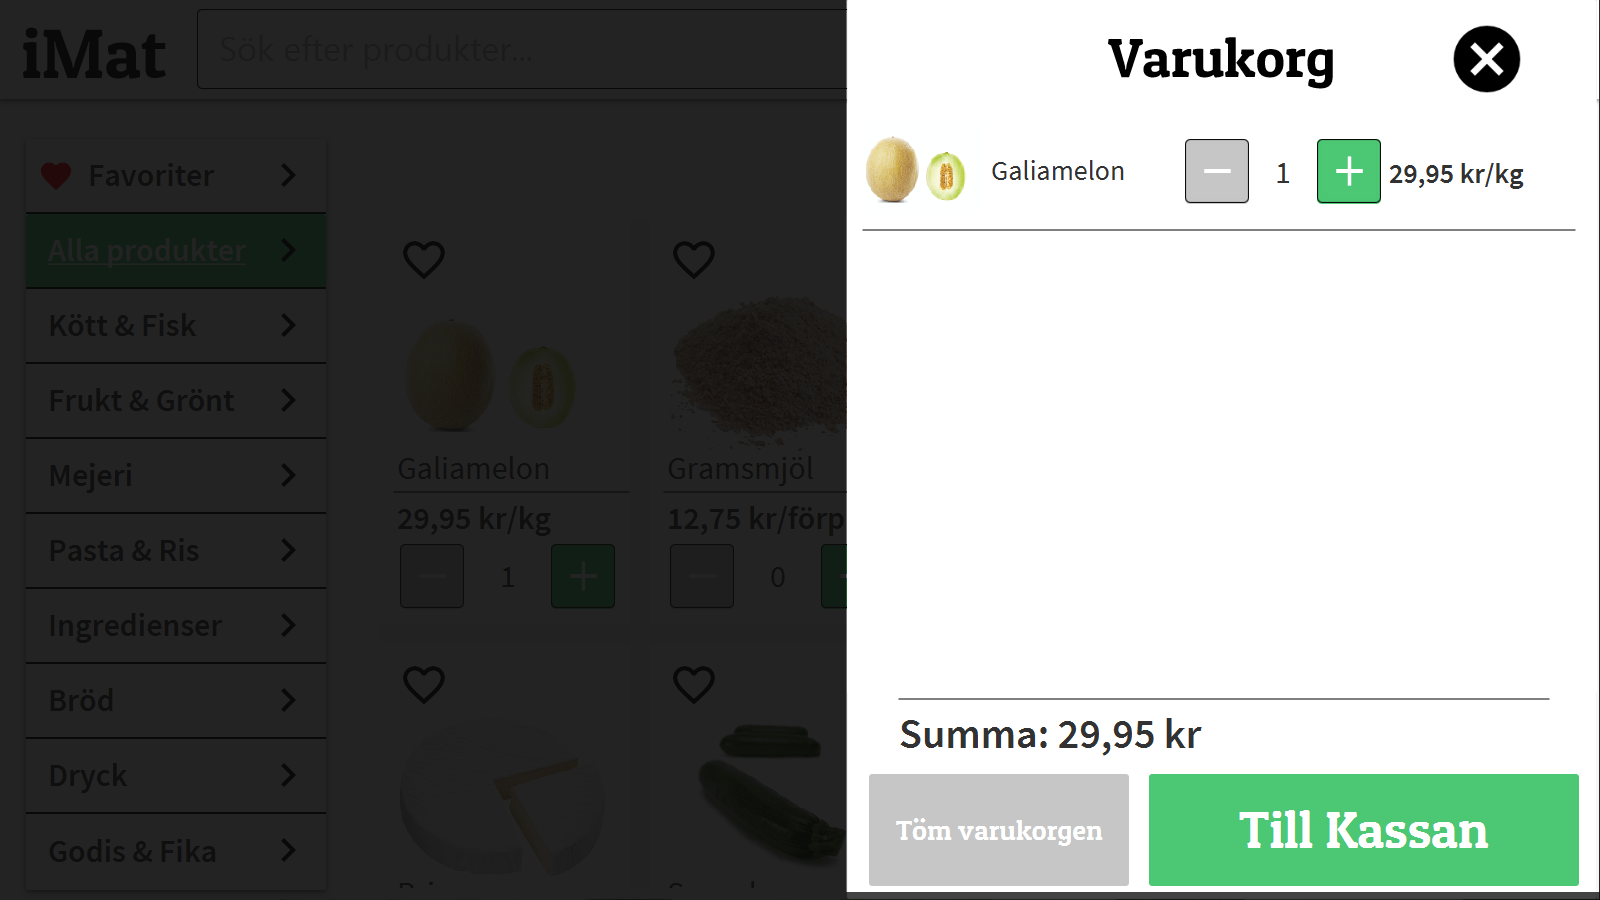 iMat
Sök efter produkter...
Favoriter
Alla produkter
Kött & Fisk
Frukt & Grönt
Mejeri
Pasta & Ris
Ingredienser
Bröd
Dryck
Godis & Fika
Galiamelon
29,95 kr/kg
1
Gramsmjöl
12,75 kr/förp
0
Varukorg
Galiamelon
1
29,95 kr/kg
Summa: 29,95 kr
Töm varukorgen
Till Kassan